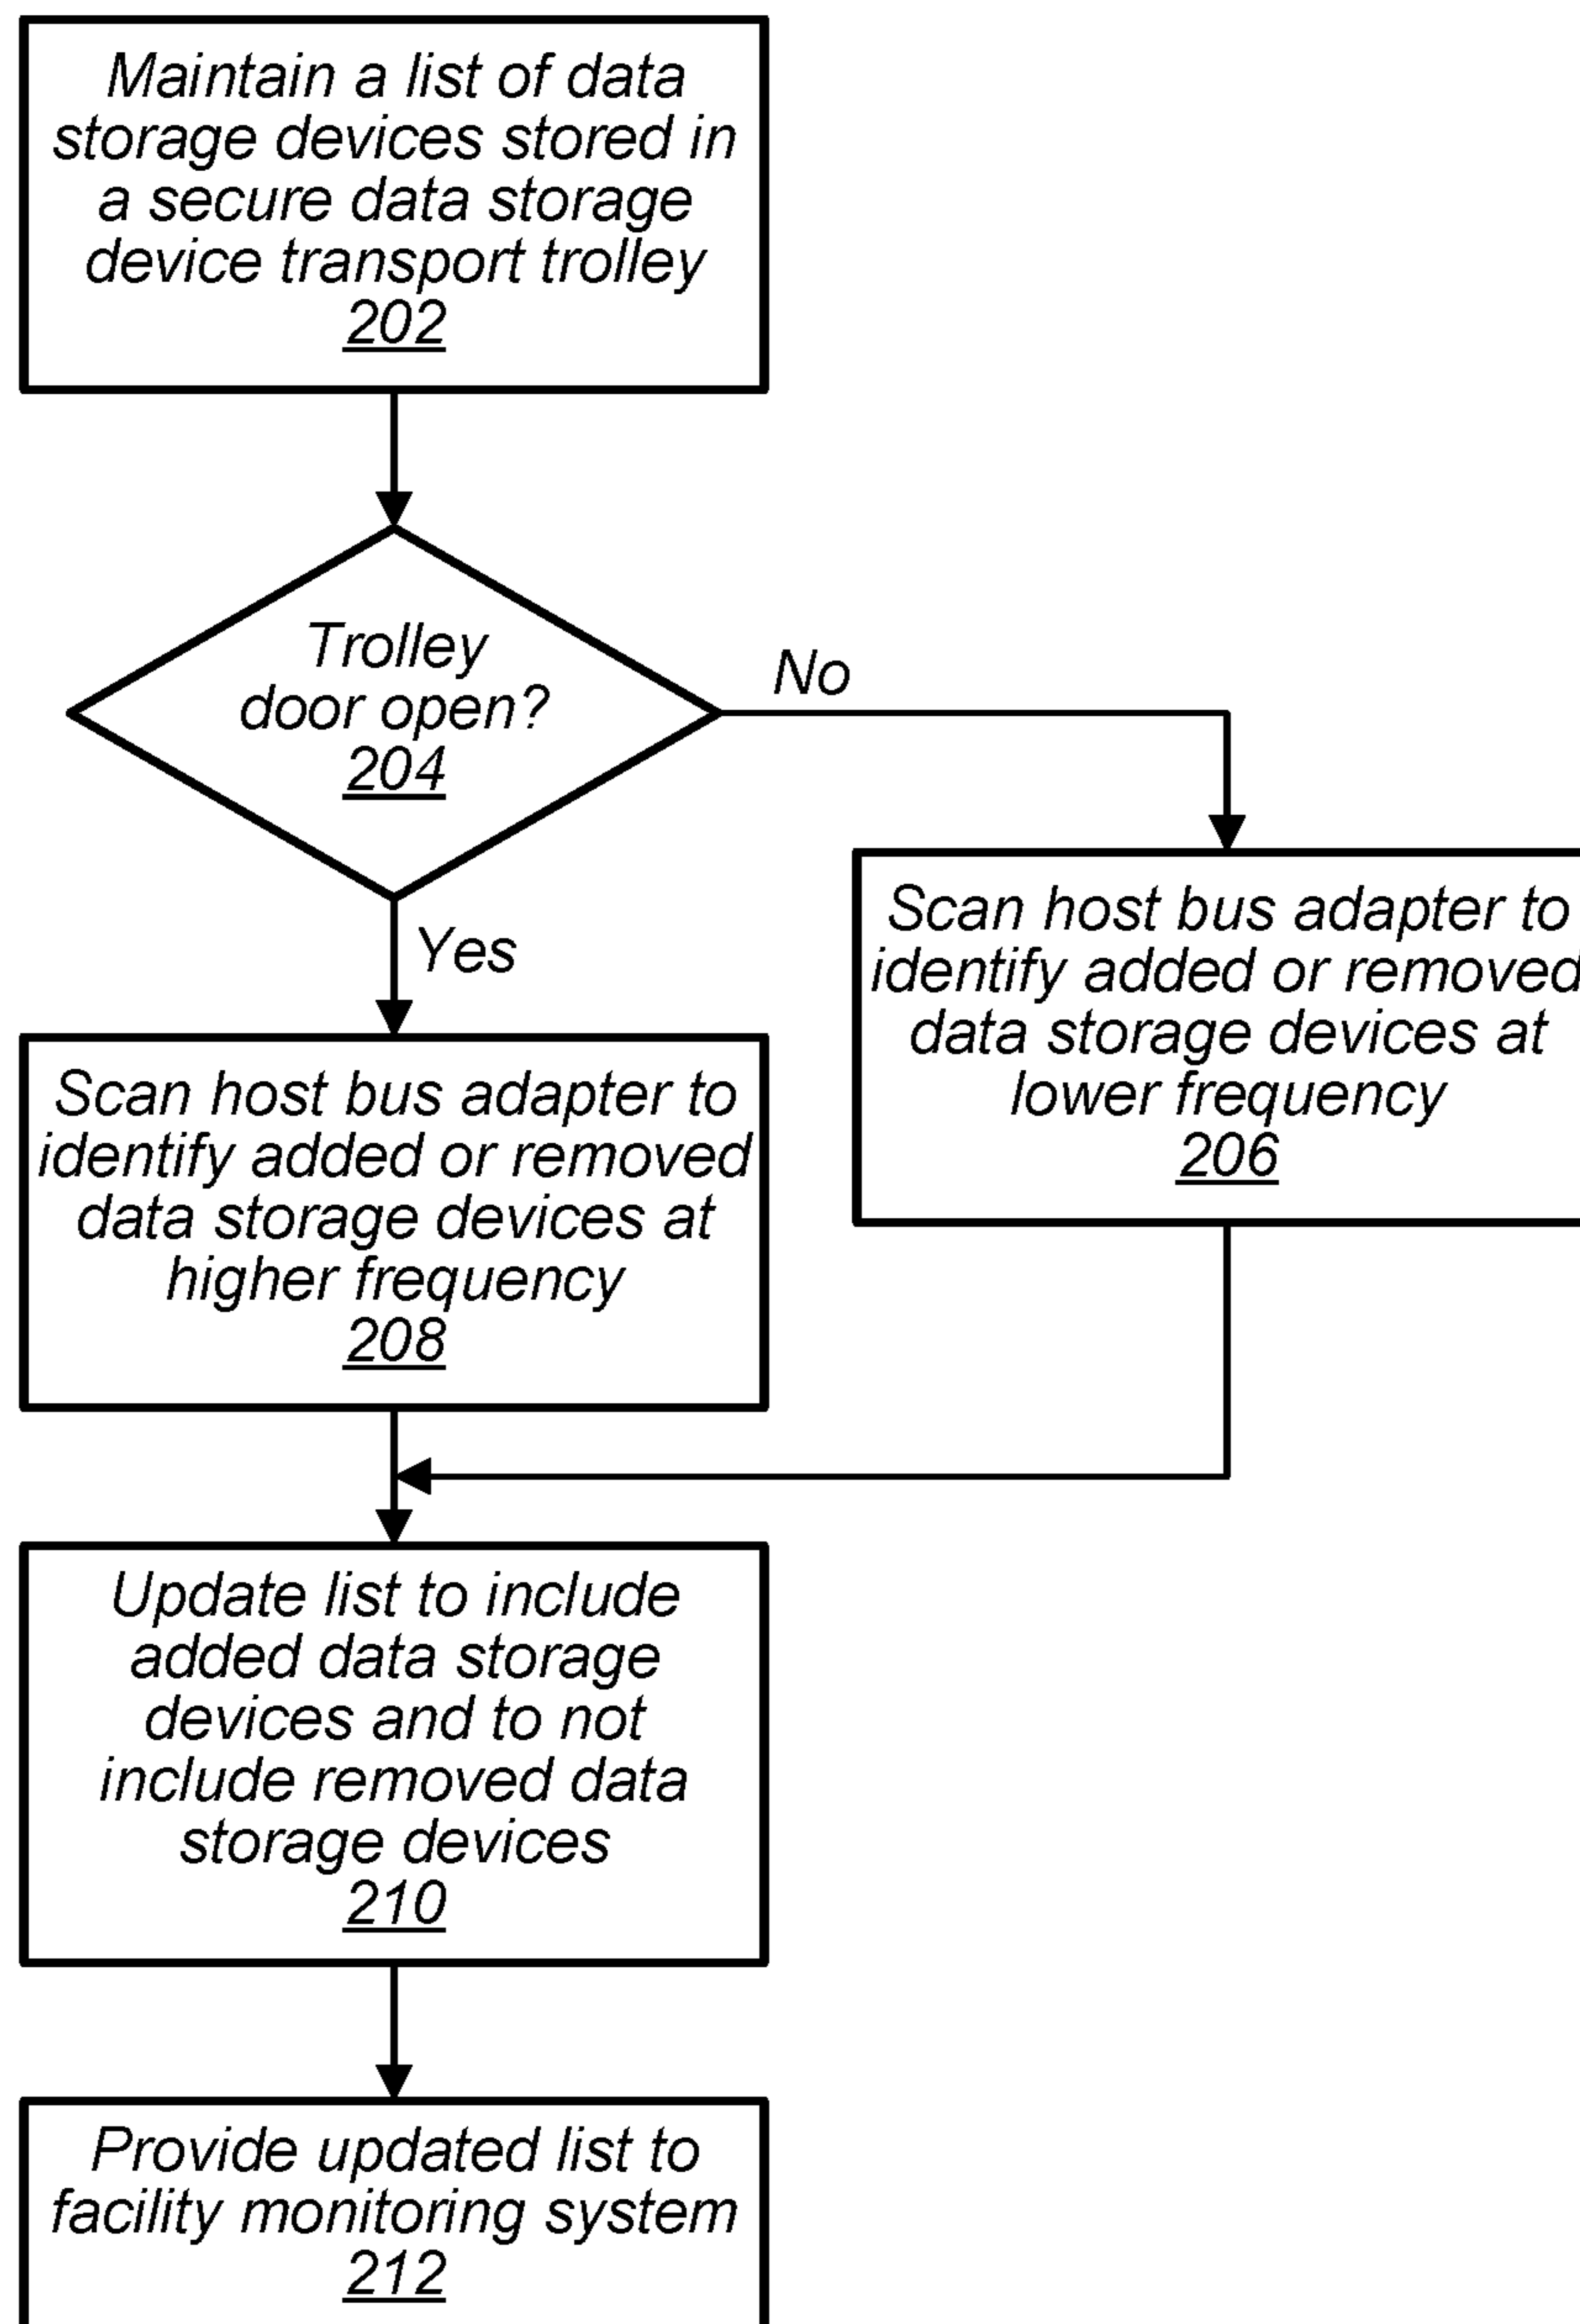 Maintain a list of data
storage devices stored in
a secure data storage
device transport trolley
202
Trolley
door open?
204
No
Yes
Scan host bus adapter to
identify added or removed
data storage devices at
lower frequency
206
Scan host bus adapter to
identify added or removed
data storage devices at
higher frequency
208
Update list to include
added data storage
devices and to not
include removed data
storage devices
210
Provide updated list to
facility monitoring system
212